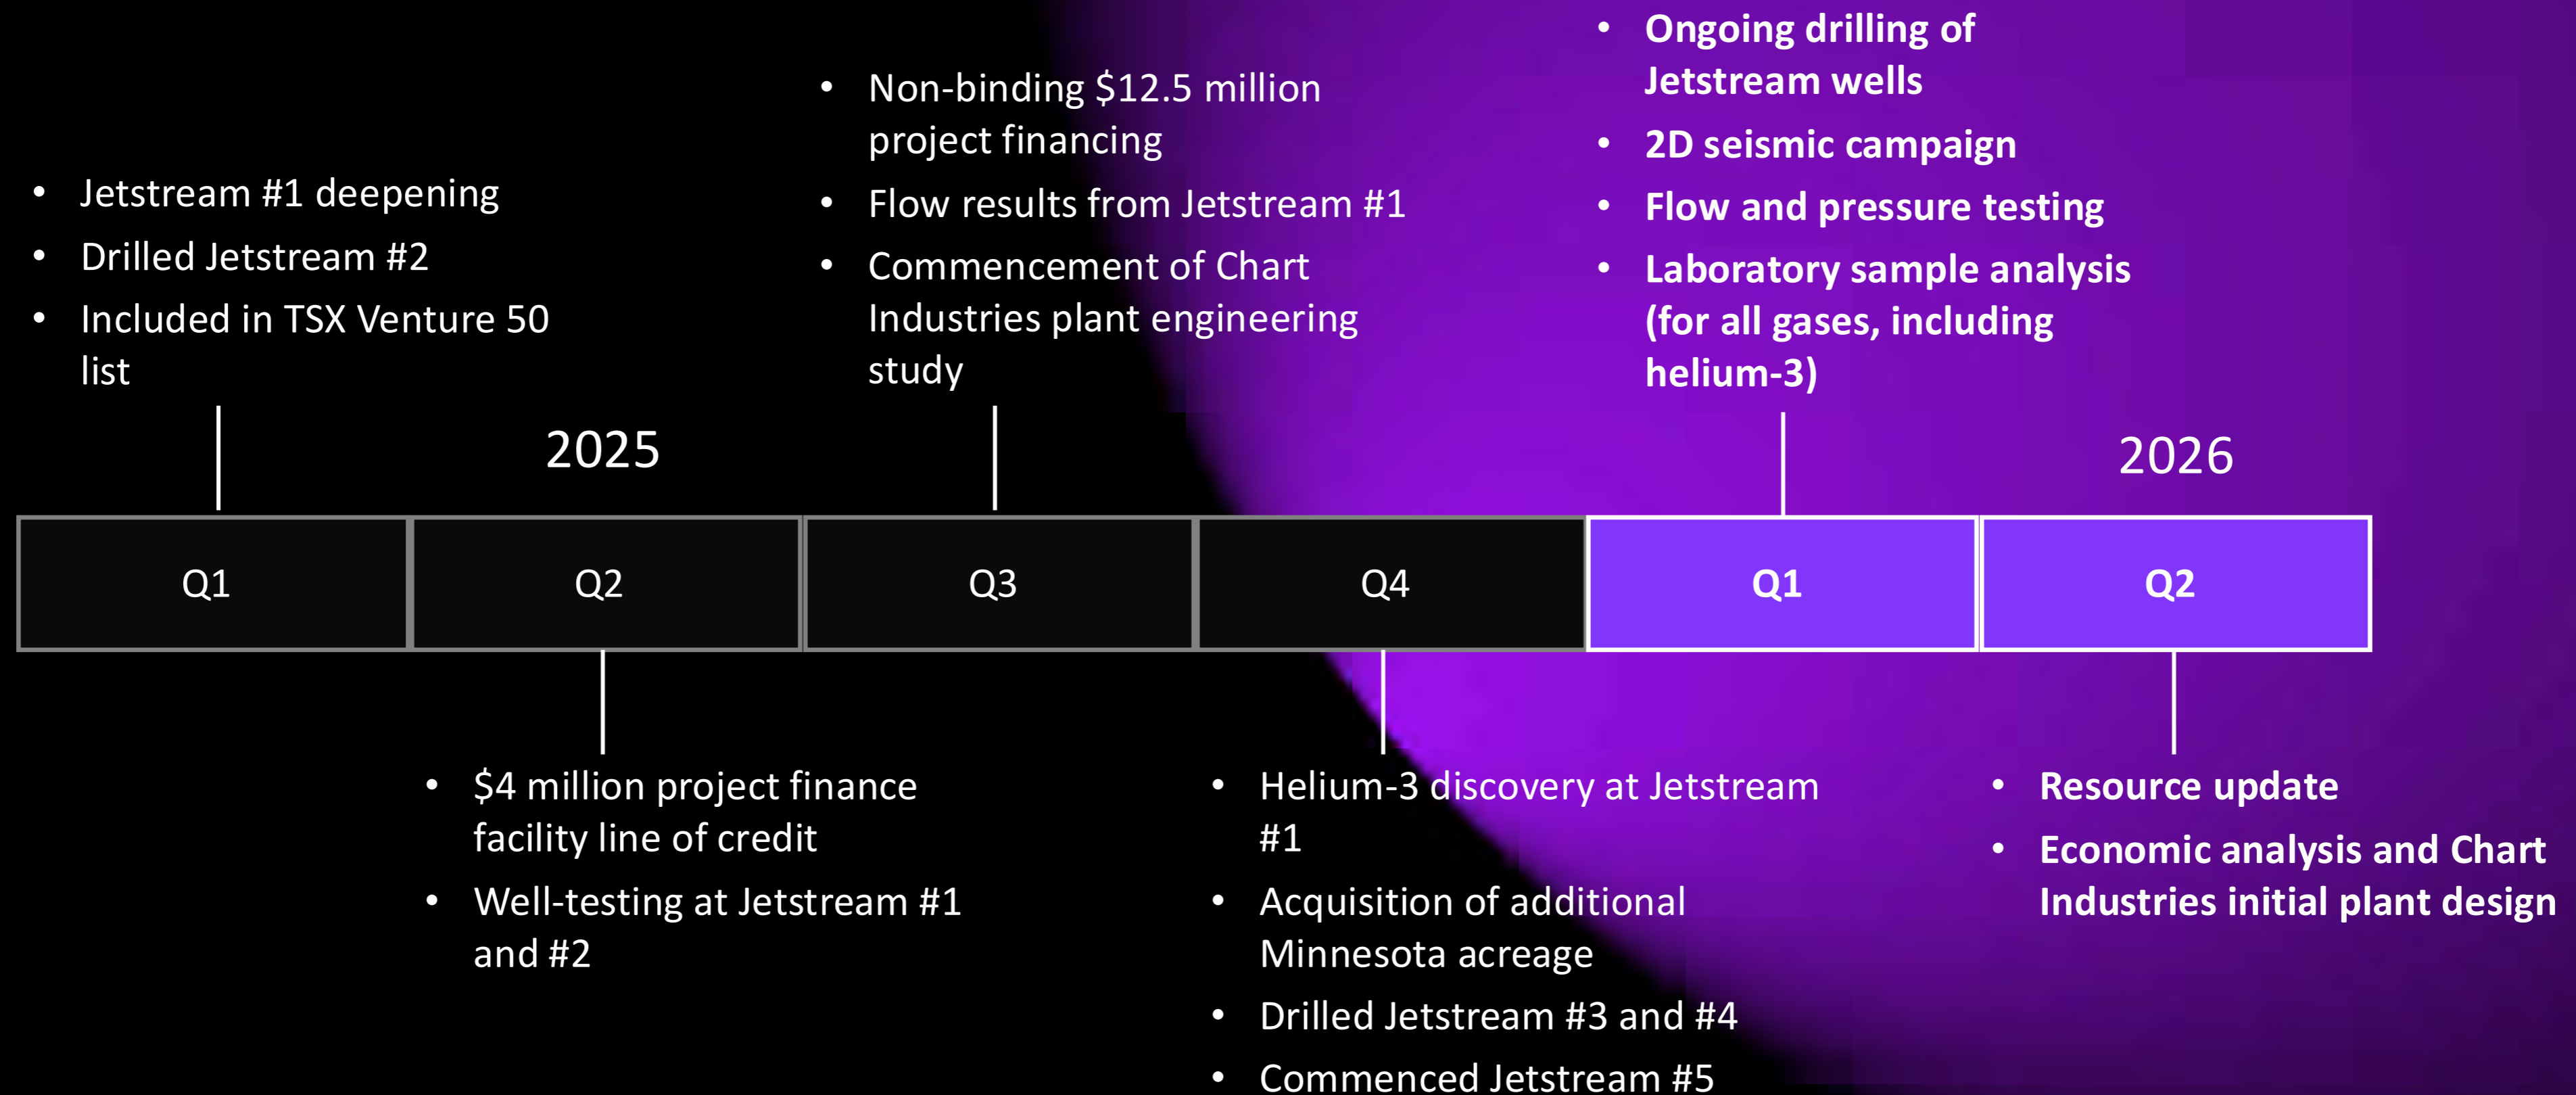 • Jetstream #1 deepening
• Drilled Jetstream #2
• Included in TSX Venture 50
list
• Non-binding $12.5 million
project financing
• Flow results from Jetstream #1
• Commencement of Chart
Industries plant engineering
study
• Ongoing drilling of
Jetstream wells
• 2D seismic campaign
• Flow and pressure testing
• Laboratory sample analysis
(for all gases, including
helium-3)
2025
2026
Q1
Q2
Q3
Q4
Q1
Q2
• $4 million project finance
facility line of credit
• Well-testing at Jetstream #1
and #2
• Helium-3 discovery at Jetstream
#1
• Acquisition of additional
Minnesota acreage
• Drilled Jetstream #3 and #4
• Commenced Jetstream #5
• Resource update
• Economic analysis and Chart
Industries initial plant design